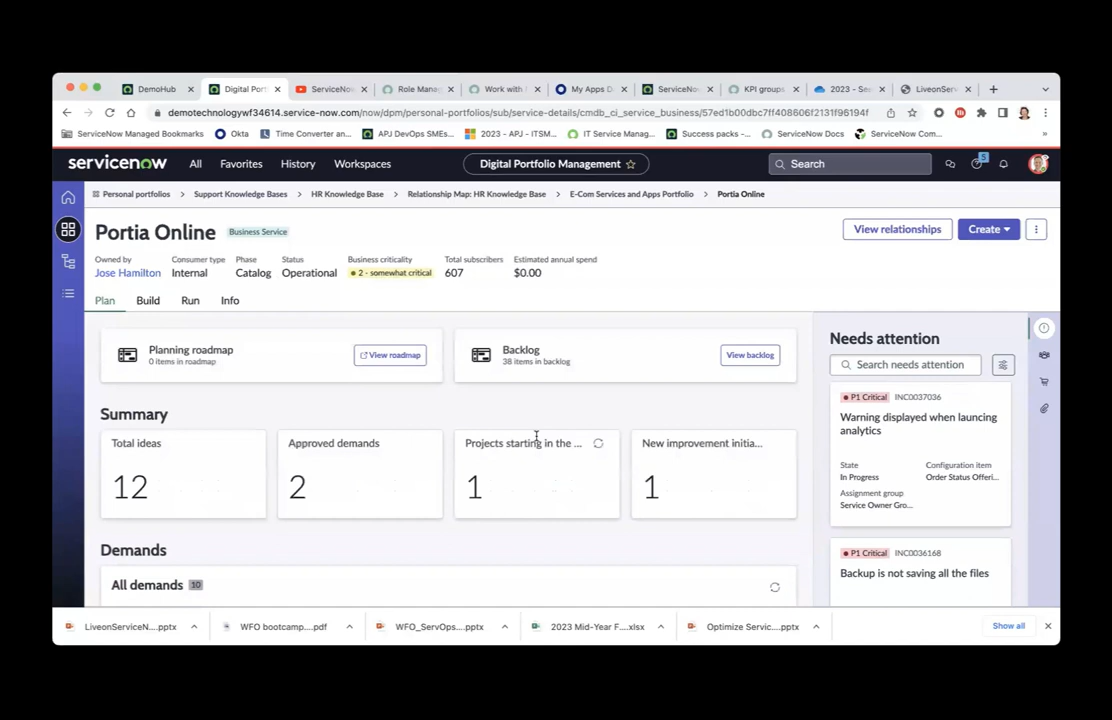 DemoHub
Digital Port
ServiceNow
Role Manag
Work with
My Apps D
ServiceNov
KPI groups
2023 - Ses
LiveonServ
demotechnologywf34614.service-now.com/now/dpm/personal-portfolios/sub/service-details/cmdb_ci_service_business/57ed1b00dbc7ff408606f2131f96194f
ServiceNow Managed Bookmarks
Okta
Time Converter an...
APJ DevOps SMEs...
2023 - APJ - ITSM...
IT Service Manag...
Success packs -...
ServiceNow Docs
ServiceNow Com...
»
servicenow
All
Favorites
History
Workspaces
Digital Portfolio Management
Search
5
Personal portfolios > Support Knowledge Bases > HR Knowledge Base > Relationship Map: HR Knowledge Base > E-Com Services and Apps Portfolio > Portia Online
Portia Online
Business Service
View relationships
Create
Owned by
Jose Hamilton
Consumer type
Internal
Phase
Catalog
Status
Operational
Business criticality
2 - somewhat critical
Total subscribers
607
Estimated annual spend
$0.00
Plan
Build
Run
Info
Planning roadmap
0 items in roadmap
View roadmap
Backlog
38 items in backlog
View backlog
Summary
Total ideas
12
Approved demands
2
Projects starting in the ...
1
New improvement initia...
1
Demands
All demands 10
Needs attention
Search needs attention
P1 Critical INC0037036
Warning displayed when launcing
analytics
State
In Progress
Configuration item
Order Status Offeri...
Assignment group
Service Owner Gro...
P1 Critical INC0036168
Backup is not saving all the files
LiveonServiceN....pptx
WFO bootcamp....pdf
WFO_ServOps....pptx
2023 Mid-Year F....xlsx
Optimize Servic....pptx
Show all